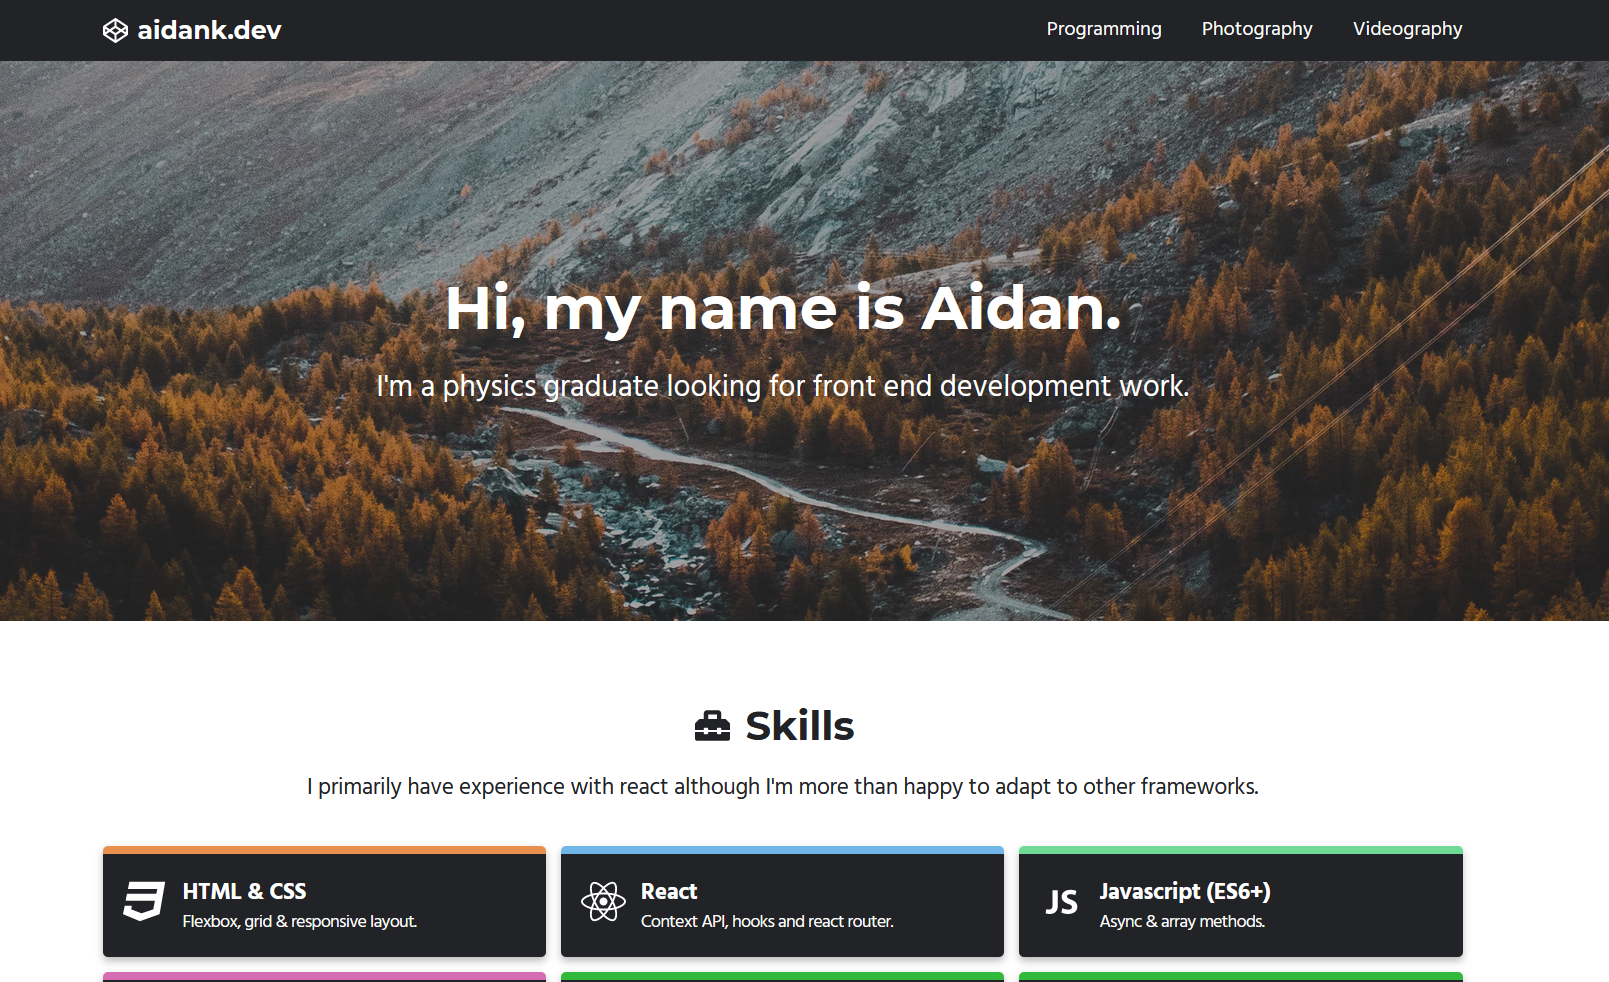 aidank.dev
Programming Photography Videography
Hi, my name is Aidan.
I'm a physics graduate looking for front end development work.
Skills
I primarily have experience with react although I'm more than happy to adapt to other frameworks.
HTML & CSS
Flexbox, grid & responsive layout.
React
Context API, hooks and react router.
JS
Javascript (ES6+)
Async & array methods.